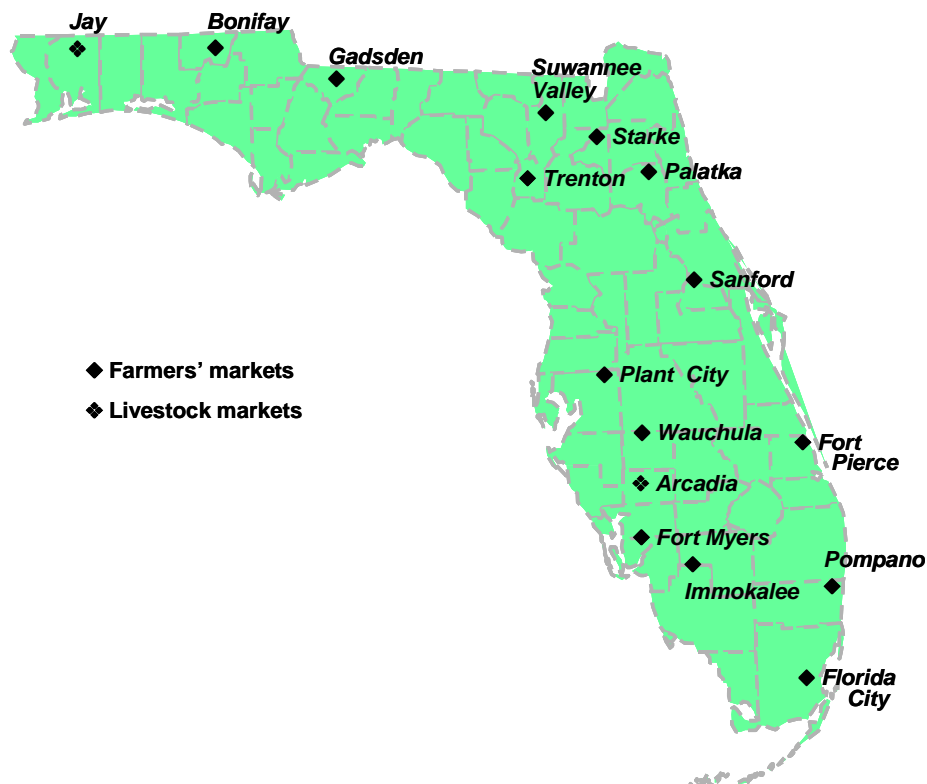 Jay
Bonifay
Gadsden
Suwannee
Valley
Starke
Trenton
Palatka
Sanford
Farmers’ markets
Plant City
Livestock markets
Wauchula
Fort
Pierce
Arcadia
Fort Myers
Pompano
Immokalee
Florida
City